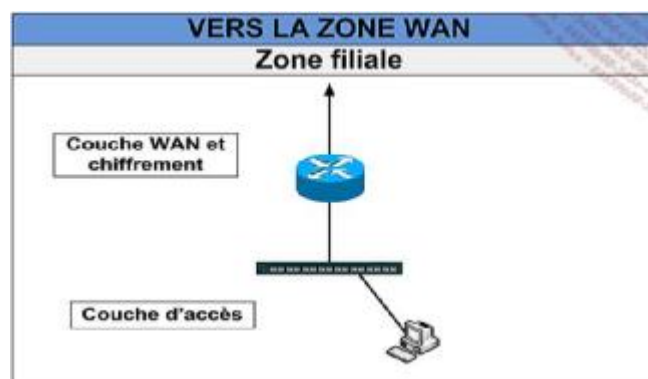 VERS LA ZONE WAN
Zone filiale
Couche WAN et
chiffrement
Couche d'accès